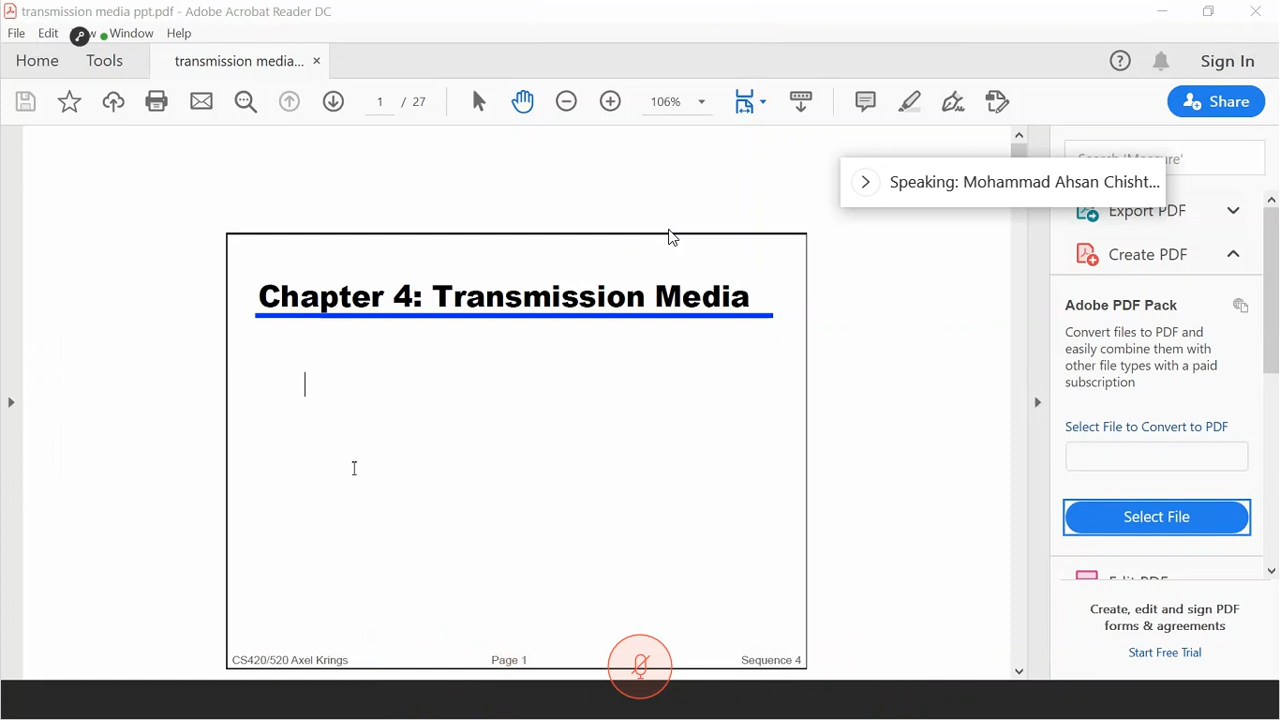 transmission media ppt.pdf - Adobe Acrobat Reader DC
File Edit Window Help
Home Tools transmission media... × Sign In
1 / 27 106% Share
Speaking: Mohammad Ahsan Chisht...
Search 'Measure'
Export PDF
Create PDF
Adobe PDF Pack
Convert files to PDF and
easily combine them with
other file types with a paid
subscription
Select File to Convert to PDF
Select File
Edit PDF
Create, edit and sign PDF
forms & agreements
Start Free Trial
Chapter 4: Transmission Media
CS420/520 Axel Krings Page 1 Sequence 4